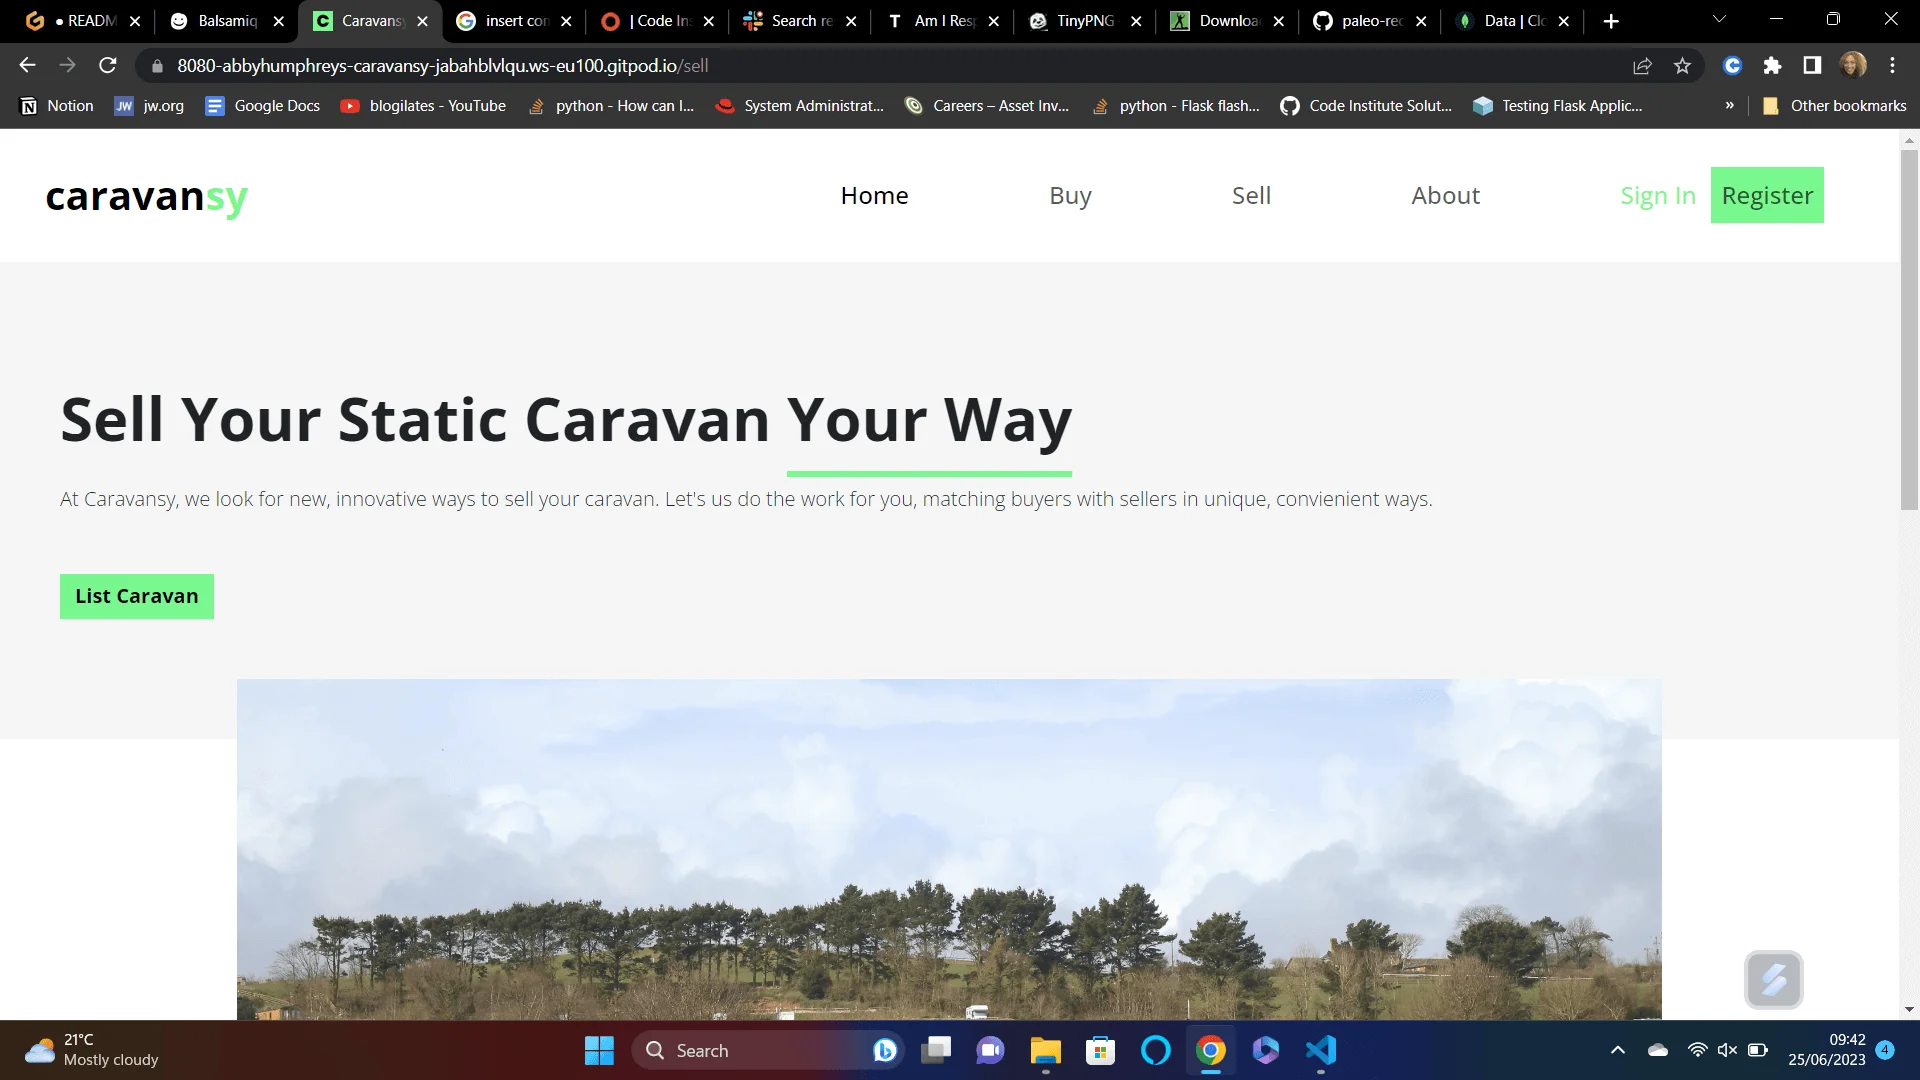 READM
Balsamiq
Caravansy
insert con
| Code Ins
Search re
Am I Resp
TinyPNG
Downloa
paleo-rec
Data | Clo
8080-abbyhumphreys-caravansy-jabahblvlqu.ws-eu100.gitpod.io/sell
Notion
jw.org
Google Docs
blogilates - YouTube
python - How can I...
System Administrat...
Careers – Asset Inv...
python - Flask flash...
Code Institute Solut...
Testing Flask Applic...
»
Other bookmarks
caravansy
Home
Buy
Sell
About
Sign In
Register
Sell Your Static Caravan Your Way
At Caravansy, we look for new, innovative ways to sell your caravan. Let's us do the work for you, matching buyers with sellers in unique, convienient ways.
List Caravan
21°C
Mostly cloudy
Search
09:42
25/06/2023
4